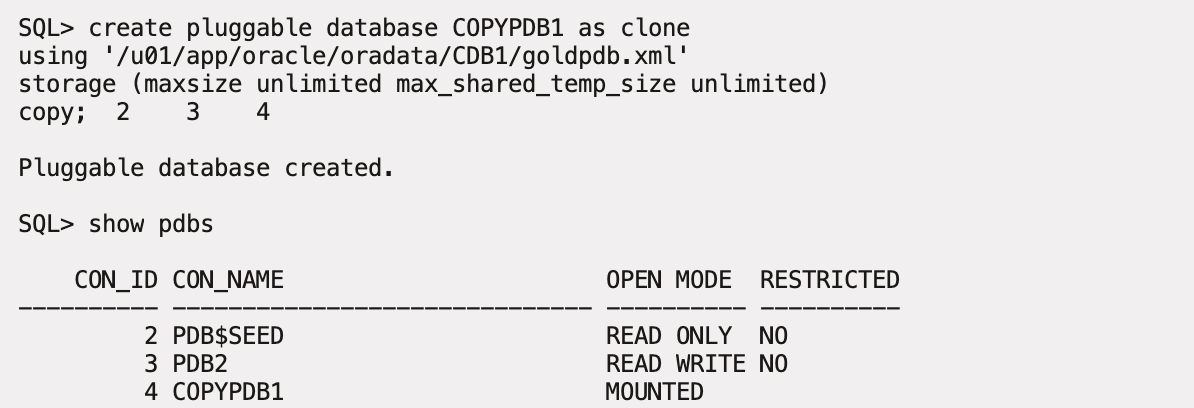 SQL> create pluggable database COPYPDB1 as clone
using '/u01/app/oracle/oradata/CDB1/goldpdb.xml'
storage (maxsize unlimited max_shared_temp_size unlimited)
copy;  2    3    4
Pluggable database created.
SQL> show pdbs
    CON_ID CON_NAME                       OPEN MODE  RESTRICTED
---------- ------------------------------ ---------- ----------
         2 PDB$SEED                       READ ONLY  NO
         3 PDB2                           READ WRITE NO
         4 COPYPDB1                       MOUNTED